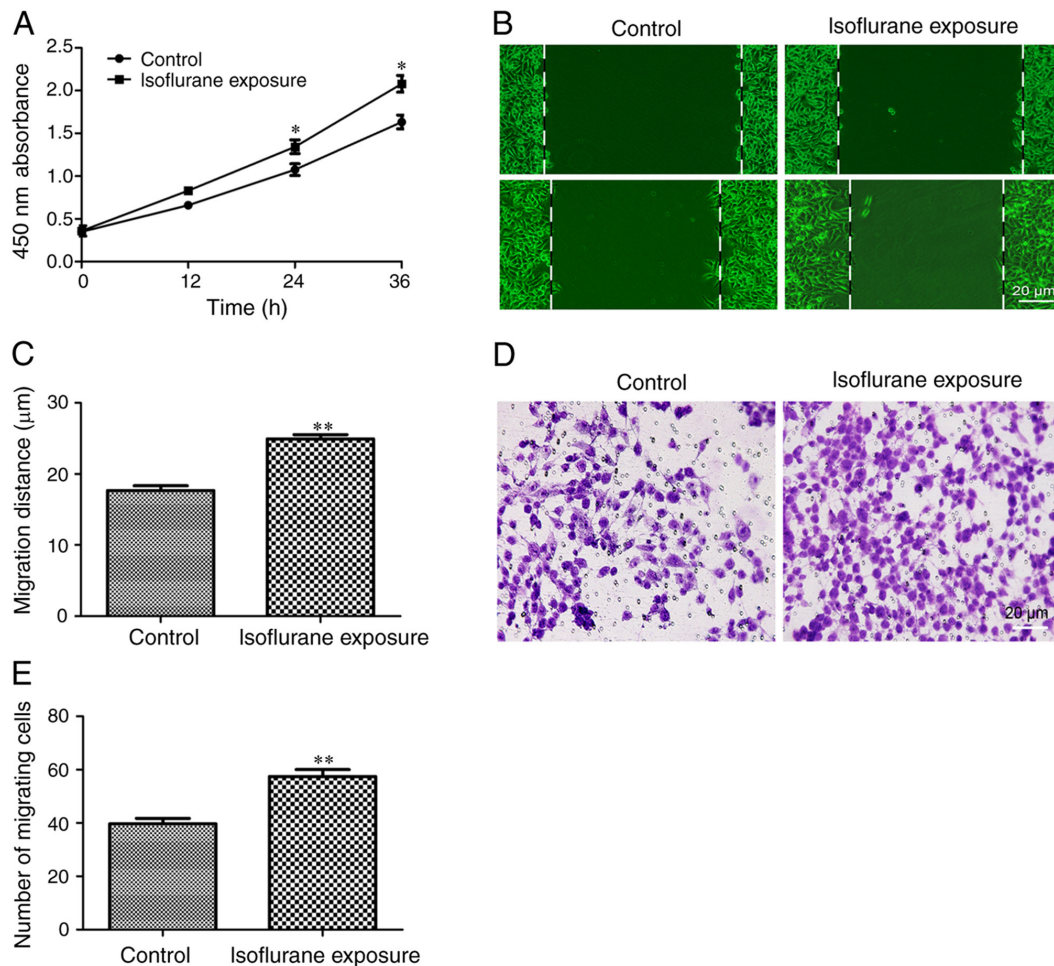 A
2.5
2.0
1.5
1.0
0.5
0.0
450 nm absorbance
Control
Isoflurane exposure
*
*
0
12
24
36
Time (h)
B
Control
Isoflurane exposure
20 μm
C
30
20
10
0
Migration distance (μm)
**
Control
Isoflurane exposure
D
Control
Isoflurane exposure
20 μm
E
80
60
40
20
0
Number of migrating cells
**
Control
Isoflurane exposure